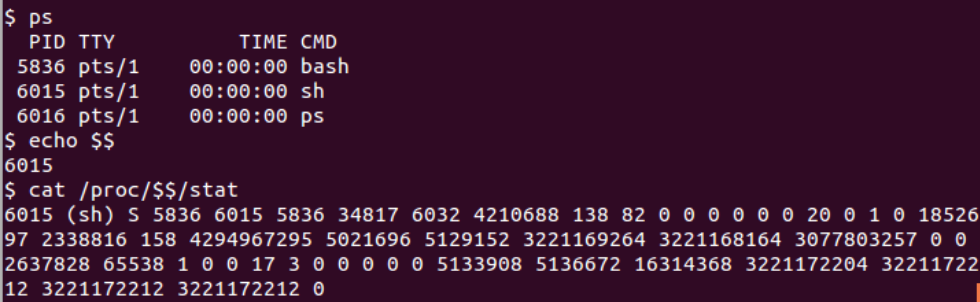 $ ps
  PID TTY          TIME CMD
 5836 pts/1    00:00:00 bash
 6015 pts/1    00:00:00 sh
 6016 pts/1    00:00:00 ps
$ echo $$
6015
$ cat /proc/$$/stat
6015 (sh) S 5836 6015 5836 34817 6032 4210688 138 82 0 0 0 0 0 0 20 0 1 0 18526
97 2338816 158 4294967295 5021696 5129152 3221169264 3221168164 3077803257 0 0
2637828 65538 1 0 0 17 3 0 0 0 0 0 5133908 5136672 16314368 3221172204 32211722
12 3221172212 3221172212 0